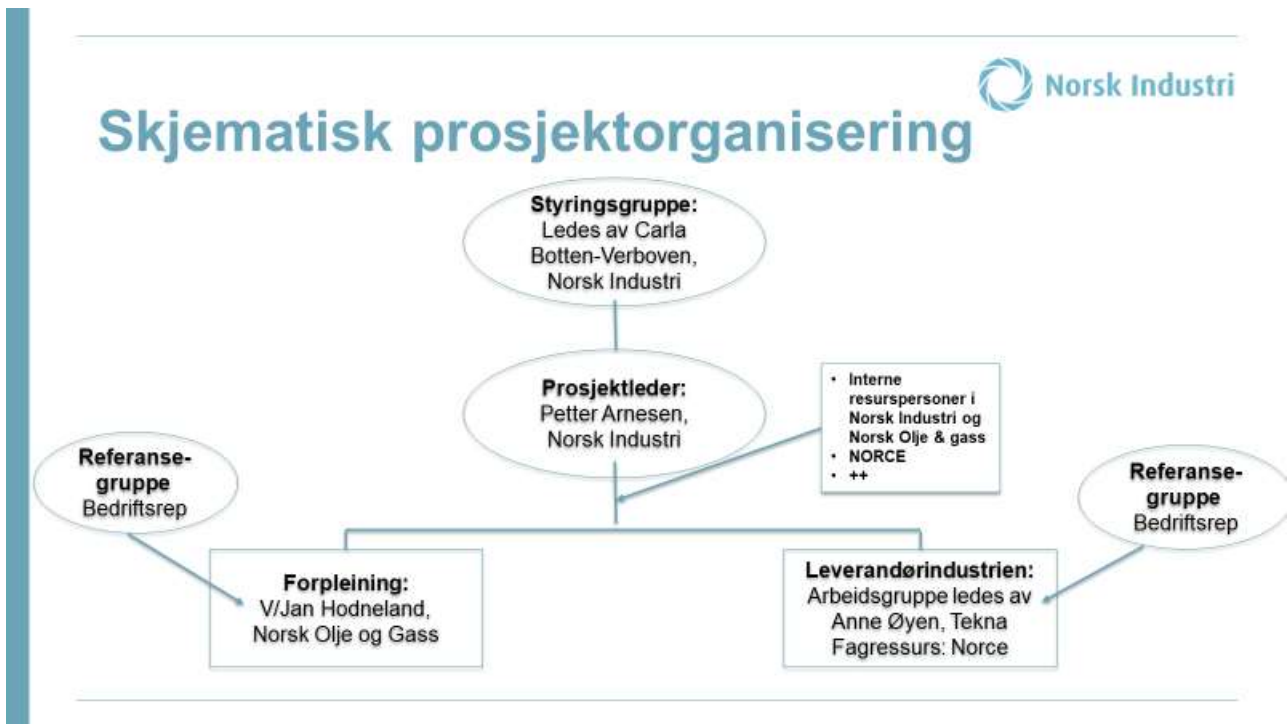 Norsk Industri
Skjematisk prosjektorganisering
Styringsgruppe:
Ledes av Carla
Botten-Verboven,
Norsk Industri
Prosjektleder:
Petter Arnesen,
Norsk Industri
• Interne
resurspersoner i
Norsk Industri og
Norsk Olje & gass
• NORCE
• ++
Referanse-
gruppe
Bedriftsrep
Referanse-
gruppe
Bedriftsrep
Forpleining:
V/Jan Hodneland,
Norsk Olje og Gass
Leverandørindustrien:
Arbeidsgruppe ledes av
Anne Øyen, Tekna
Fagressurs: Norce